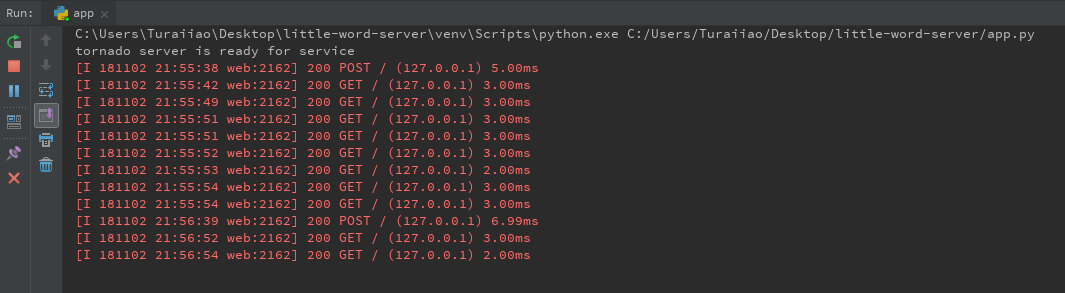 Run: app
C:\Users\Turaiiao\Desktop\little-word-server\venv\Scripts\python.exe C:/Users/Turaiiao/Desktop/little-word-server/app.py
tornado server is ready for service
[I 181102 21:55:38 web:2162] 200 POST / (127.0.0.1) 5.00ms
[I 181102 21:55:42 web:2162] 200 GET / (127.0.0.1) 3.00ms
[I 181102 21:55:49 web:2162] 200 GET / (127.0.0.1) 3.00ms
[I 181102 21:55:51 web:2162] 200 GET / (127.0.0.1) 3.00ms
[I 181102 21:55:51 web:2162] 200 GET / (127.0.0.1) 3.00ms
[I 181102 21:55:52 web:2162] 200 GET / (127.0.0.1) 3.00ms
[I 181102 21:55:53 web:2162] 200 GET / (127.0.0.1) 2.00ms
[I 181102 21:55:54 web:2162] 200 GET / (127.0.0.1) 3.00ms
[I 181102 21:55:54 web:2162] 200 GET / (127.0.0.1) 3.00ms
[I 181102 21:56:39 web:2162] 200 POST / (127.0.0.1) 6.99ms
[I 181102 21:56:52 web:2162] 200 GET / (127.0.0.1) 3.00ms
[I 181102 21:56:54 web:2162] 200 GET / (127.0.0.1) 2.00ms